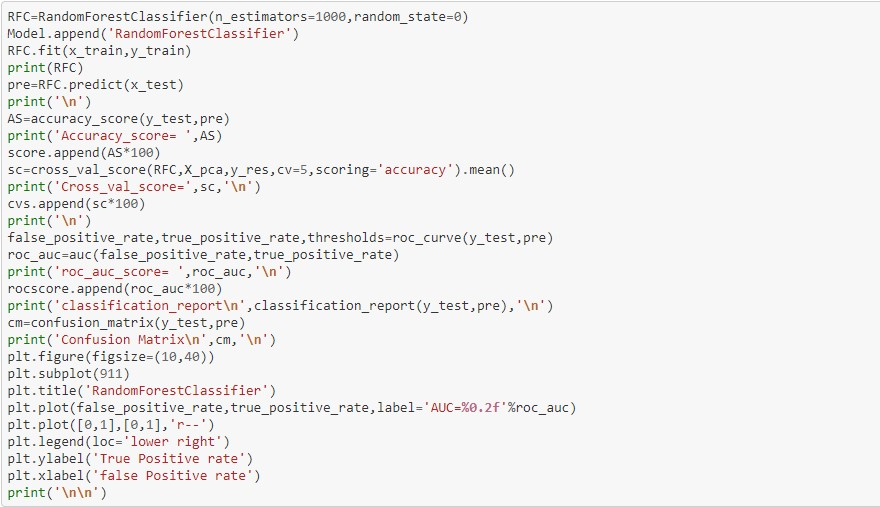 RFC=RandomForestClassifier(n_estimators=1000,random_state=0)
Model.append('RandomForestClassifier')
RFC.fit(x_train,y_train)
print(RFC)
pre=RFC.predict(x_test)
print('\n')
AS=accuracy_score(y_test,pre)
print('Accuracy_score= ',AS)
score.append(AS*100)
sc=cross_val_score(RFC,X_pca,y_res,cv=5,scoring='accuracy').mean()
print('Cross_val_score=',sc,'\n')
cvs.append(sc*100)
print('\n')
false_positive_rate,true_positive_rate,thresholds=roc_curve(y_test,pre)
roc_auc=auc(false_positive_rate,true_positive_rate)
print('roc_auc_score= ',roc_auc,'\n')
rocscore.append(roc_auc*100)
print('classification_report\n',classification_report(y_test,pre),'\n')
cm=confusion_matrix(y_test,pre)
print('Confusion Matrix\n',cm,'\n')
plt.figure(figsize=(10,40))
plt.subplot(911)
plt.title('RandomForestClassifier')
plt.plot(false_positive_rate,true_positive_rate,label='AUC=%0.2f'%roc_auc)
plt.plot([0,1],[0,1],'r--')
plt.legend(loc='lower right')
plt.ylabel('True Positive rate')
plt.xlabel('false Positive rate')
print('\n\n')